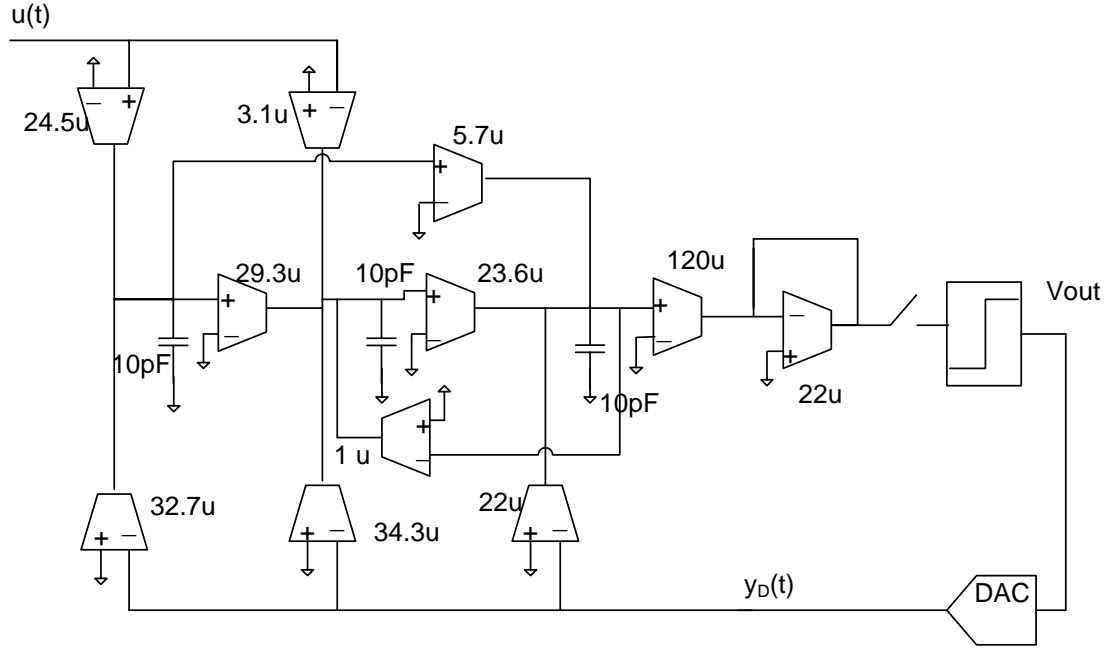 u(t)
24.5u
3.1u
5.7u
29.3u
10pF
23.6u
120u
Vout
10pF
10pF
22u
1 u
32.7u
34.3u
22u
yD(t)
DAC